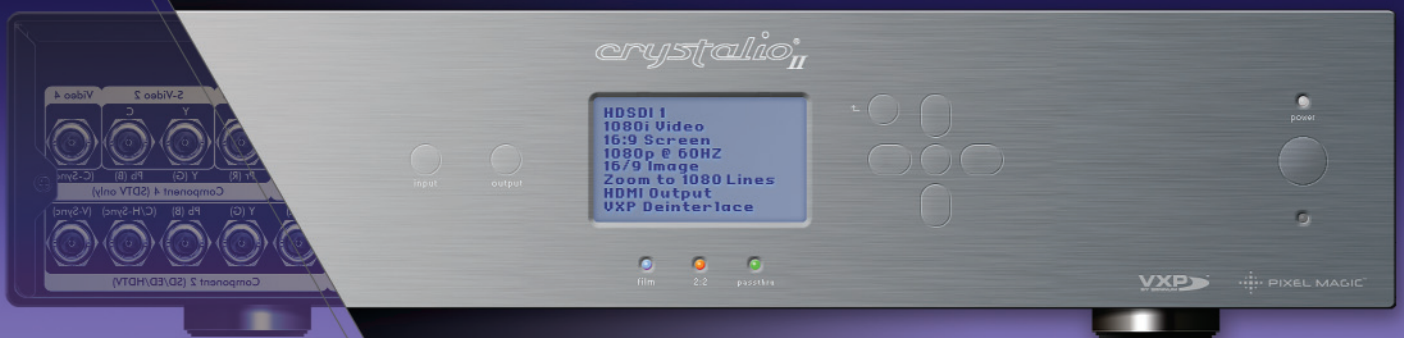 crystalio II
HDSDI 1
1080i Video
16:9 Screen
1080p @ 60HZ
16/9 Image
Zoom to 1080 Lines
HDMI Output
VXP Deinterlace
input
output
power
film
2:2
passthru
VXP™
PIXEL MAGIC™
Video 4
S-Video 2
C
Y
(C-Sync)
Pb (B)
Y (G)
Pr (R)
Component 4 (SDTV only)
(V-Sync)
(C/H-Sync)
Pb (B)
Y (G)
Component 2 (SD/ED/HDTV)